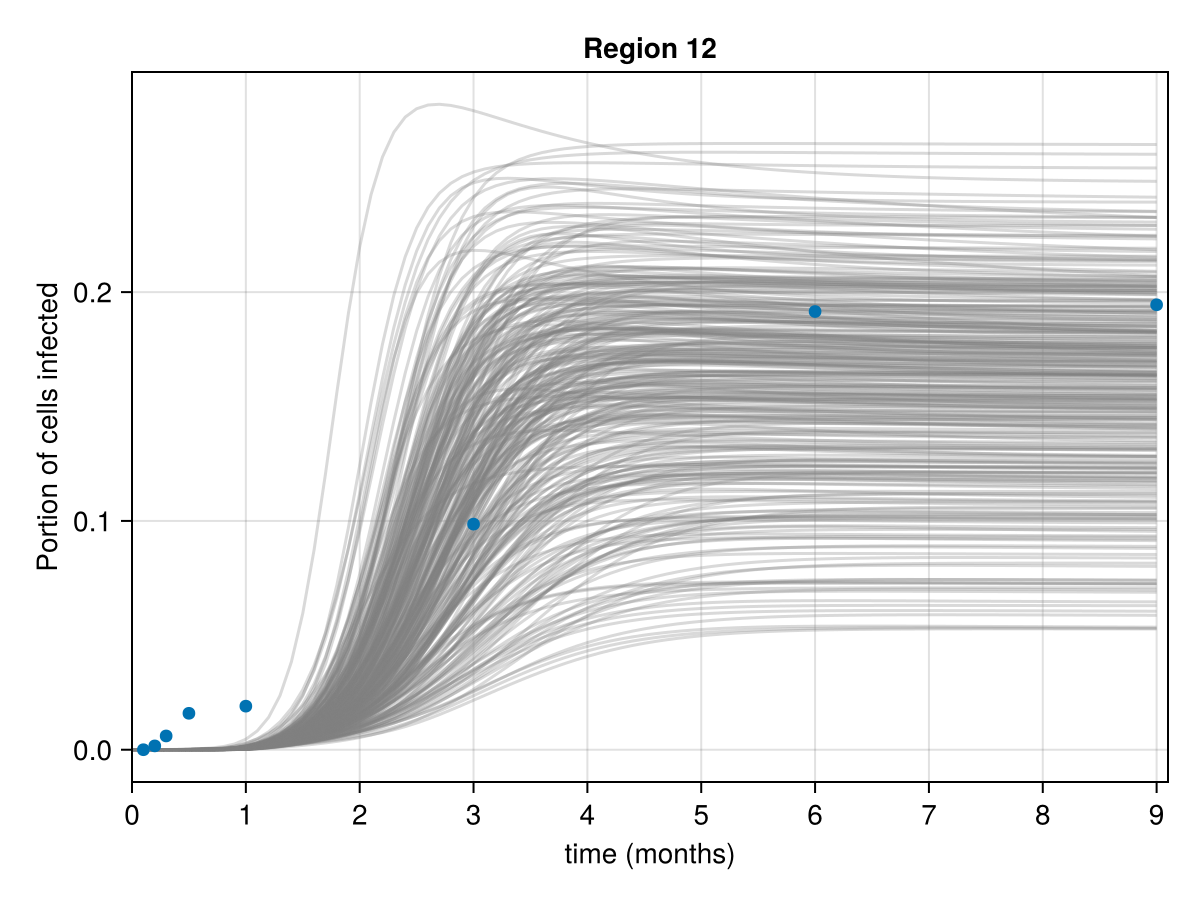 Region 12
Portion of cells infected
0.2
0.1
0.0
0 1 2 3 4 5 6 7 8 9
time (months)